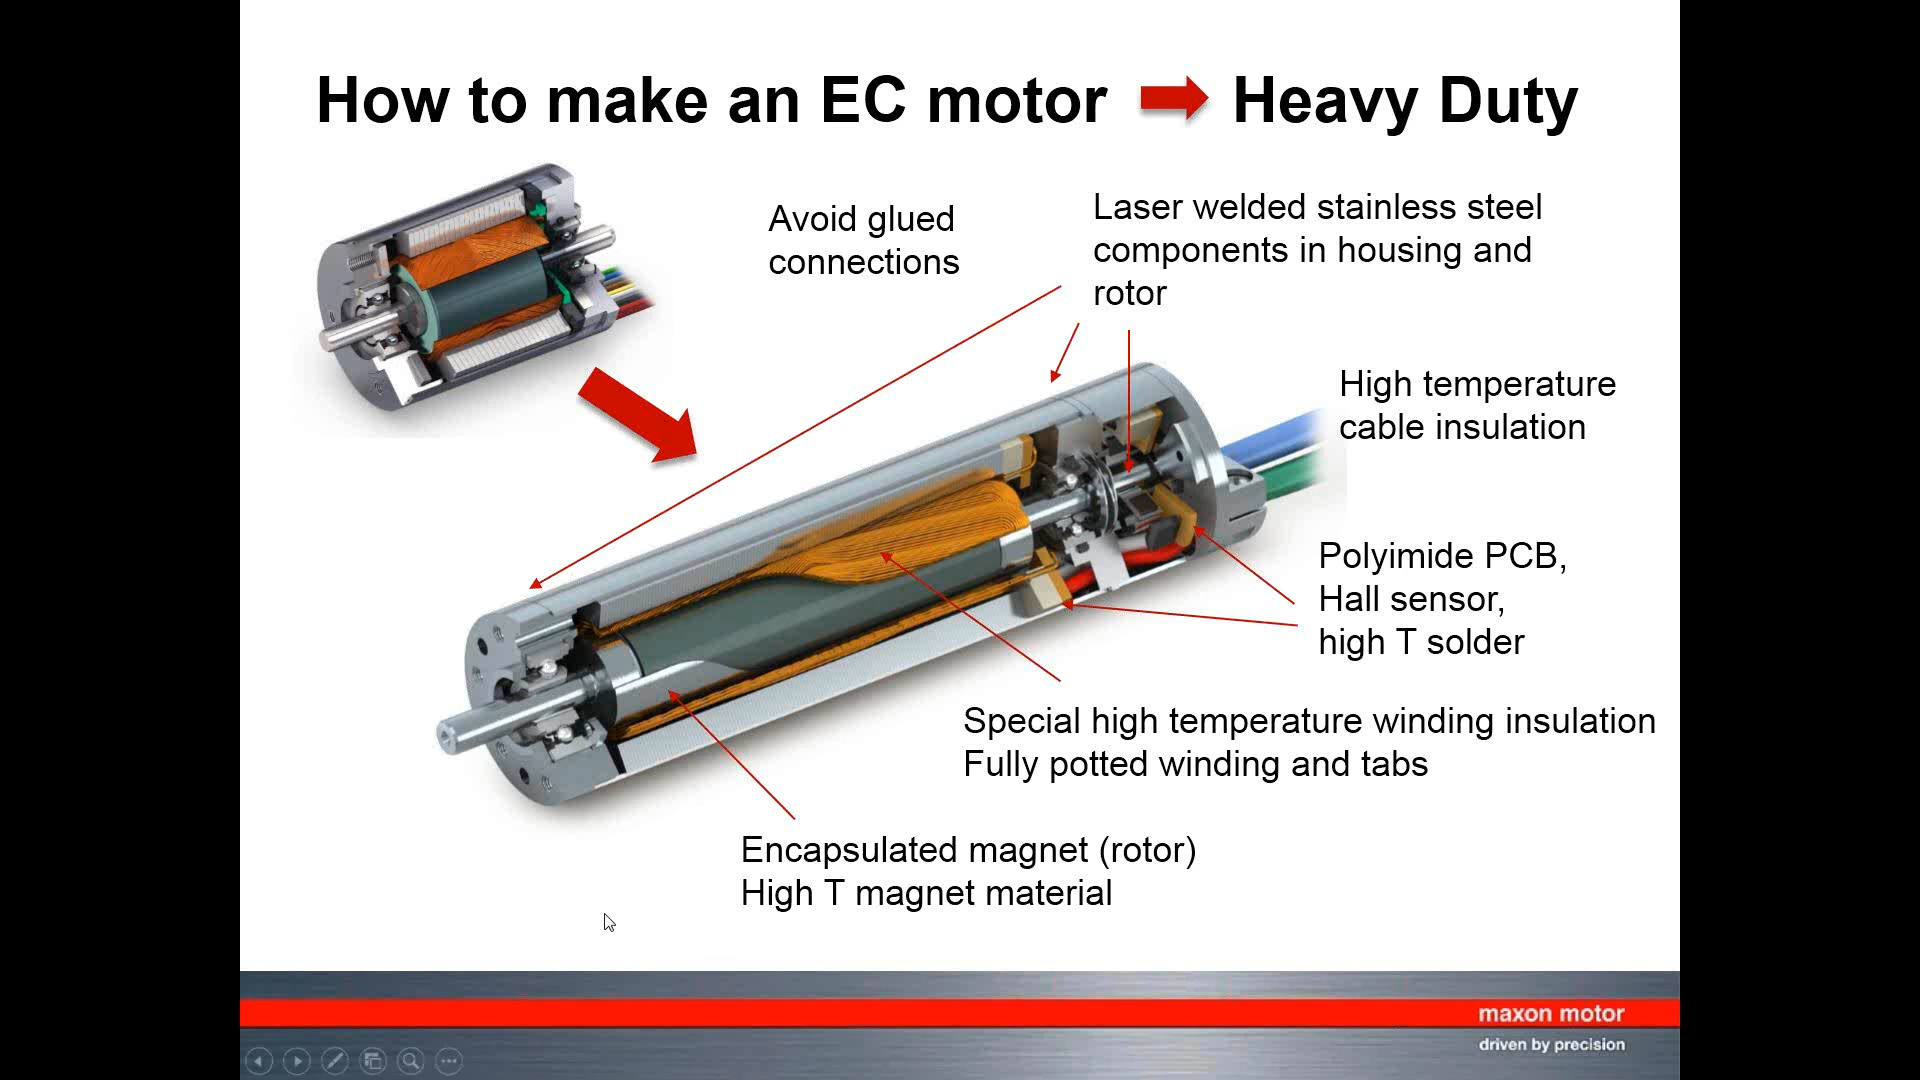 How to make an EC motor Heavy Duty
Avoid glued
connections
Laser welded stainless steel
components in housing and
rotor
High temperature
cable insulation
Polyimide PCB,
Hall sensor,
high T solder
Special high temperature winding insulation
Fully potted winding and tabs
Encapsulated magnet (rotor)
High T magnet material
maxon motor
driven by precision